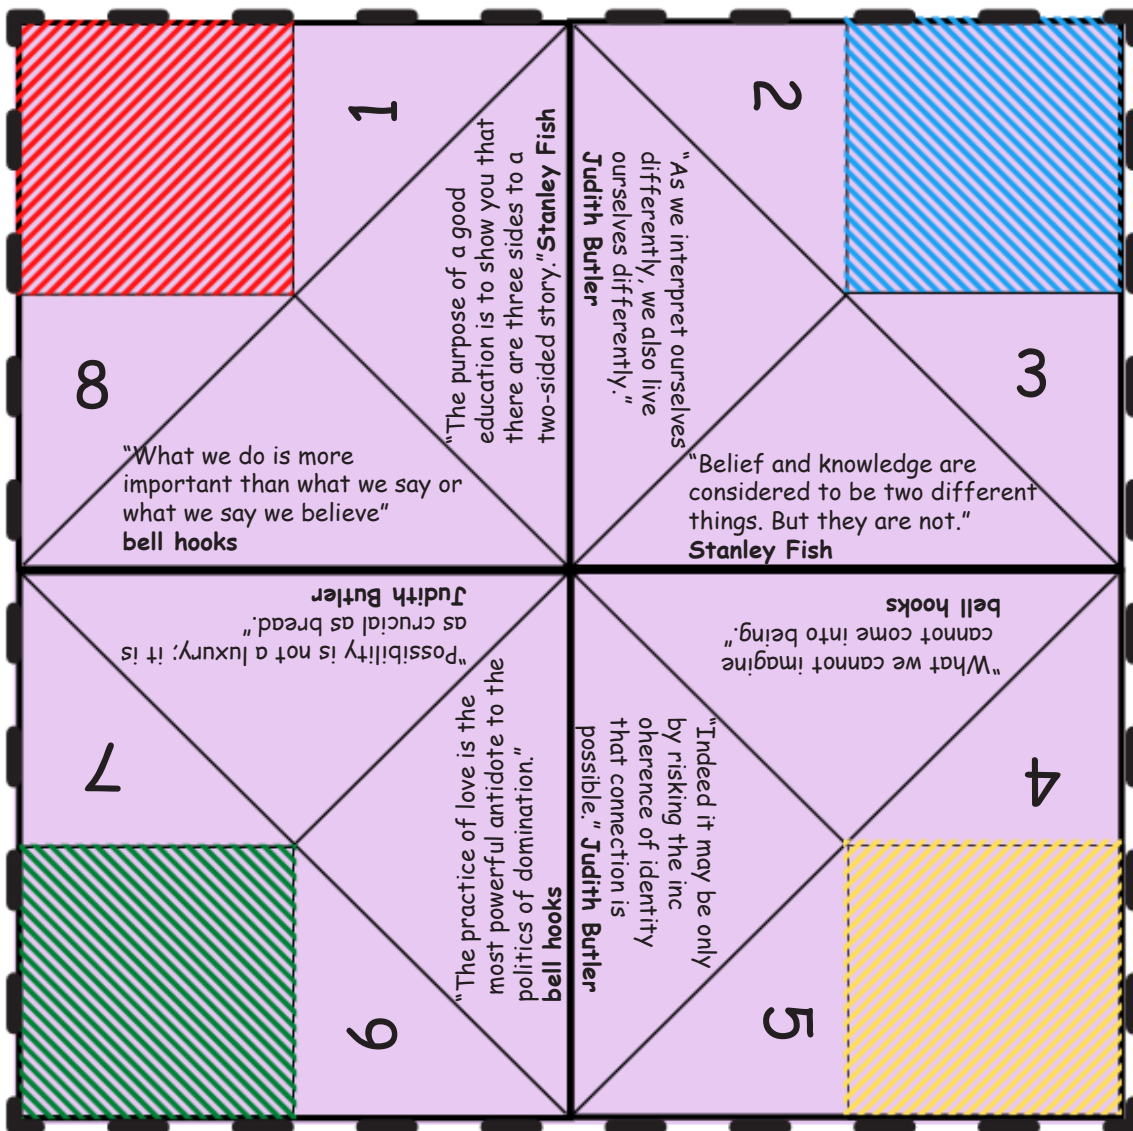 1
“The purpose of a good
education is to show you that
there are three sides to a
two-sided story.” Stanley Fish
2
“As we interpret ourselves
differently, we also live
ourselves differently.”
Judith Butler
3
“Belief and knowledge are
considered to be two different
things. But they are not.”
Stanley Fish
8
“What we do is more
important than what we say or
what we say we believe”
bell hooks
“Possibility is not a luxury; it is
as crucial as bread.”
Judith Butler
7
“What we cannot imagine
cannot come into being”.
bell hooks
4
“The practice of love is the
most powerful antidote to the
politics of domination.”
bell hooks
6
“Indeed it may be only
by risking the inc
oherence of identity
that connection is
possible.” Judith Butler
5